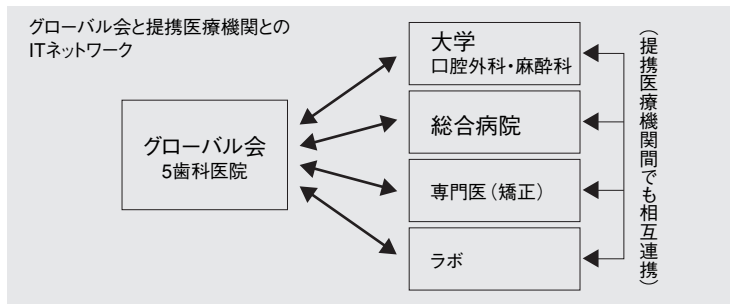 グローバル会と提携医療機関との
ITネットワーク
グローバル会
5歯科医院
大学
口腔外科・麻酔科
総合病院
専門医（矯正）
ラボ
（提携医療機関間でも相互連携）